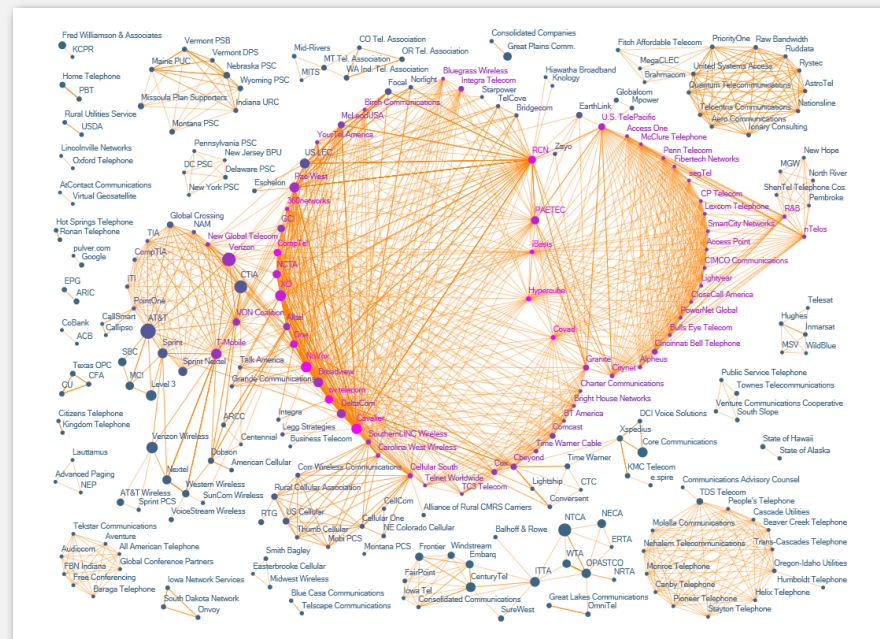 Fred Williamson & Associates
KCPR
Vermont PSB
Vermont DPS
Maine PUC
Nebraska PSC
Wyoming PSC
Missoula Plan Supporters
Indiana URC
Montana PSC
Home Telephone
PBT
Rural Utilities Service
USDA
Lincolnville Networks
Oxford Telephone
AtContact Communications
Virtual Geosatellite
Hot Springs Telephone
Ronan Telephone
pulver.com
Google
EPG
ARIC
CoBank
ACB
Texas OPC
CFA
CU
Citizens Telephone
Kingdom Telephone
Lauttamus
Advanced Paging
NEP
Pennsylvania PSC
New Jersey BPU
DC PSC
Delaware PSC
New York PSC
CO Tel. Association
OR Tel. Association
Mid-Rivers
MT Tel. Association
MITS
WA Ind. Tel. Association
Consolidated Companies
Great Plains Comm.
Bluegrass Wireless
Integra Telecom
Norlight
Focal
Starpower
Birch Communications
TelCove
Bridgecom
McLeodUSA
YourTel America
US LEC
Eschelon
Pac West
360networks
GCI
CompTel
NCTA
XO
Hiawatha Broadband
Knology
Globalcom
Mpower
EarthLink
U.S. TelePacific
Access One
McClure Telephone
Zayo
RCN
Penn Telecom
Fibertech Networks
segTel
CP Telecom
Lexcom Telephone
SmartCity Networks
Access Point
CIMCO Communications
Lightyear
CloseCall America
PowerNet Global
Bulls Eye Telecom
Cincinnati Bell Telephone
Alpheus
Cavnet
Granite
Charter Communications
Bright House Networks
BT America
Comcast
Time Warner Cable
Cbeyond
Cox
PAETEC
Hypercube
Covad
Fitch Affordable Telecom
MegaCLEC
Brahmacom
PriorityOne
Raw Bandwidth
Ruddata
United Systems Access
Rystec
Quantum Telecommunications
AstroTel
Telcentris Communications
Nationsline
Aero Communications
Ionary Consulting
New Hope
MGW
North River
ShenTel Telephone Cos.
Pembroke
R&B
nTelos
Telesat
Hughes
Inmarsat
MSV
WildBlue
Global Crossing
NAM
TIA
New Global Telecom
CompTIA
Verizon
CTIA
ITI
PointOne
CallSmart
Callipso
AT&T
VON Coalition
SBC
Sprint
T-Mobile
MCI
Sprint Nextel
Level 3
Talk America
Grande Communications
Nuvox
Broadview
DeltaCom
Cavalier
SouthernLINC Wireless
Carolina West Wireless
Cellular South
Telnet Worldwide
TC3 Telecom
Integra
Legg Strategies
Business Telecom
ARCC
Centennial
Verizon Wireless
Dobson
American Cellular
Nextel
Western Wireless
AT&T Wireless
SunCom Wireless
Sprint PCS
VoiceStream Wireless
Corr Wireless Communications
Rural Cellular Association
RTG
US Cellular
CellCom
Cellular One
Thumb Cellular
NE Colorado Cellular
Mobi PCS
Montana PCS
Alliance of Rural CMRS Carriers
Smith Bagley
Easterbrooke Cellular
Midwest Wireless
Blue Casa Communications
Telscape Communications
Tekstar Communications
Aventure
Audiocom
All American Telephone
FBN Indiana
Global Conference Partners
Free Conferencing
Baraga Telephone
Iowa Network Services
South Dakota Network
Onvoy
Frontier
Windstream
Embarq
FairPoint
CenturyTel
Iowa Tel
Consolidated Communications
SureWest
Balhoff & Rowe
NTCA
NECA
ERTA
WTA
OPASTCO
ITTA
NRTA
Great Lakes Communications
OmniTel
Time Warner
Lightship
CTC
Conversent
DCI Voice Solutions
Xspedius
Core Communications
KMC Telecom
e.spire
Public Service Telephone
Townes Telecommunications
Venture Communications Cooperative
South Slope
State of Hawaii
State of Alaska
Communications Advisory Counsel
TDS Telecom
People's Telephone
Cascade Utilities
Molalla Communications
Beaver Creek Telephone
Nehalem Telecommunications
Trans-Cascades Telephone
Monroe Telephone
Oregon-Idaho Utilities
Canby Telephone
Humboldt Telephone
Helix Telephone
Pioneer Telephone
Stayton Telephone